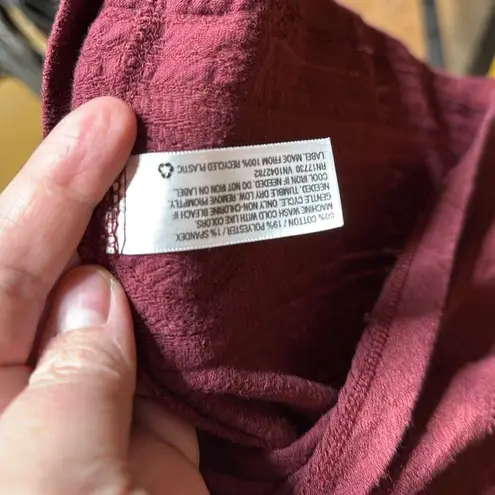 80% COTTON / 19% POLYESTER / 1% SPANDEX
MACHINE WASH COLD WITH LIKE COLORS.
GENTLE CYCLE. ONLY NON-CHLORINE BLEACH IF
NEEDED. TUMBLE DRY LOW. REMOVE PROMPTLY.
COOL IRON IF NEEDED. DO NOT IRON ON LABEL.
RN17730 VN1042782
LABEL MADE FROM 100% RECYCLED PLASTIC